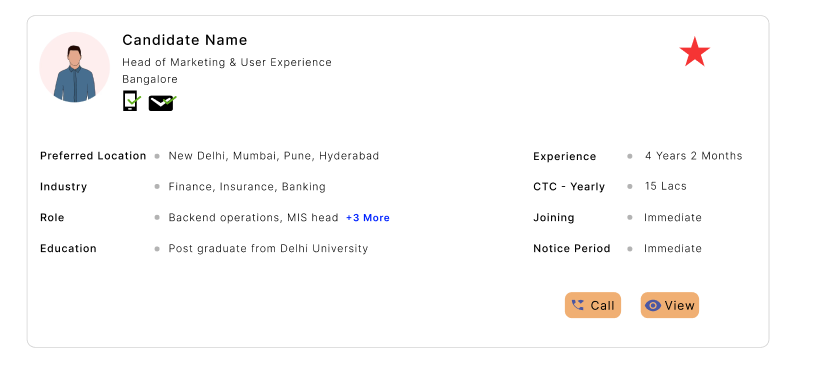 Candidate Name
Head of Marketing & User Experience
Bangalore
Preferred Location New Delhi, Mumbai, Pune, Hyderabad
Industry Finance, Insurance, Banking
Role Backend operations, MIS head +3 More
Education Post graduate from Delhi University
Experience 4 Years 2 Months
CTC - Yearly 15 Lacs
Joining Immediate
Notice Period Immediate
Call
View